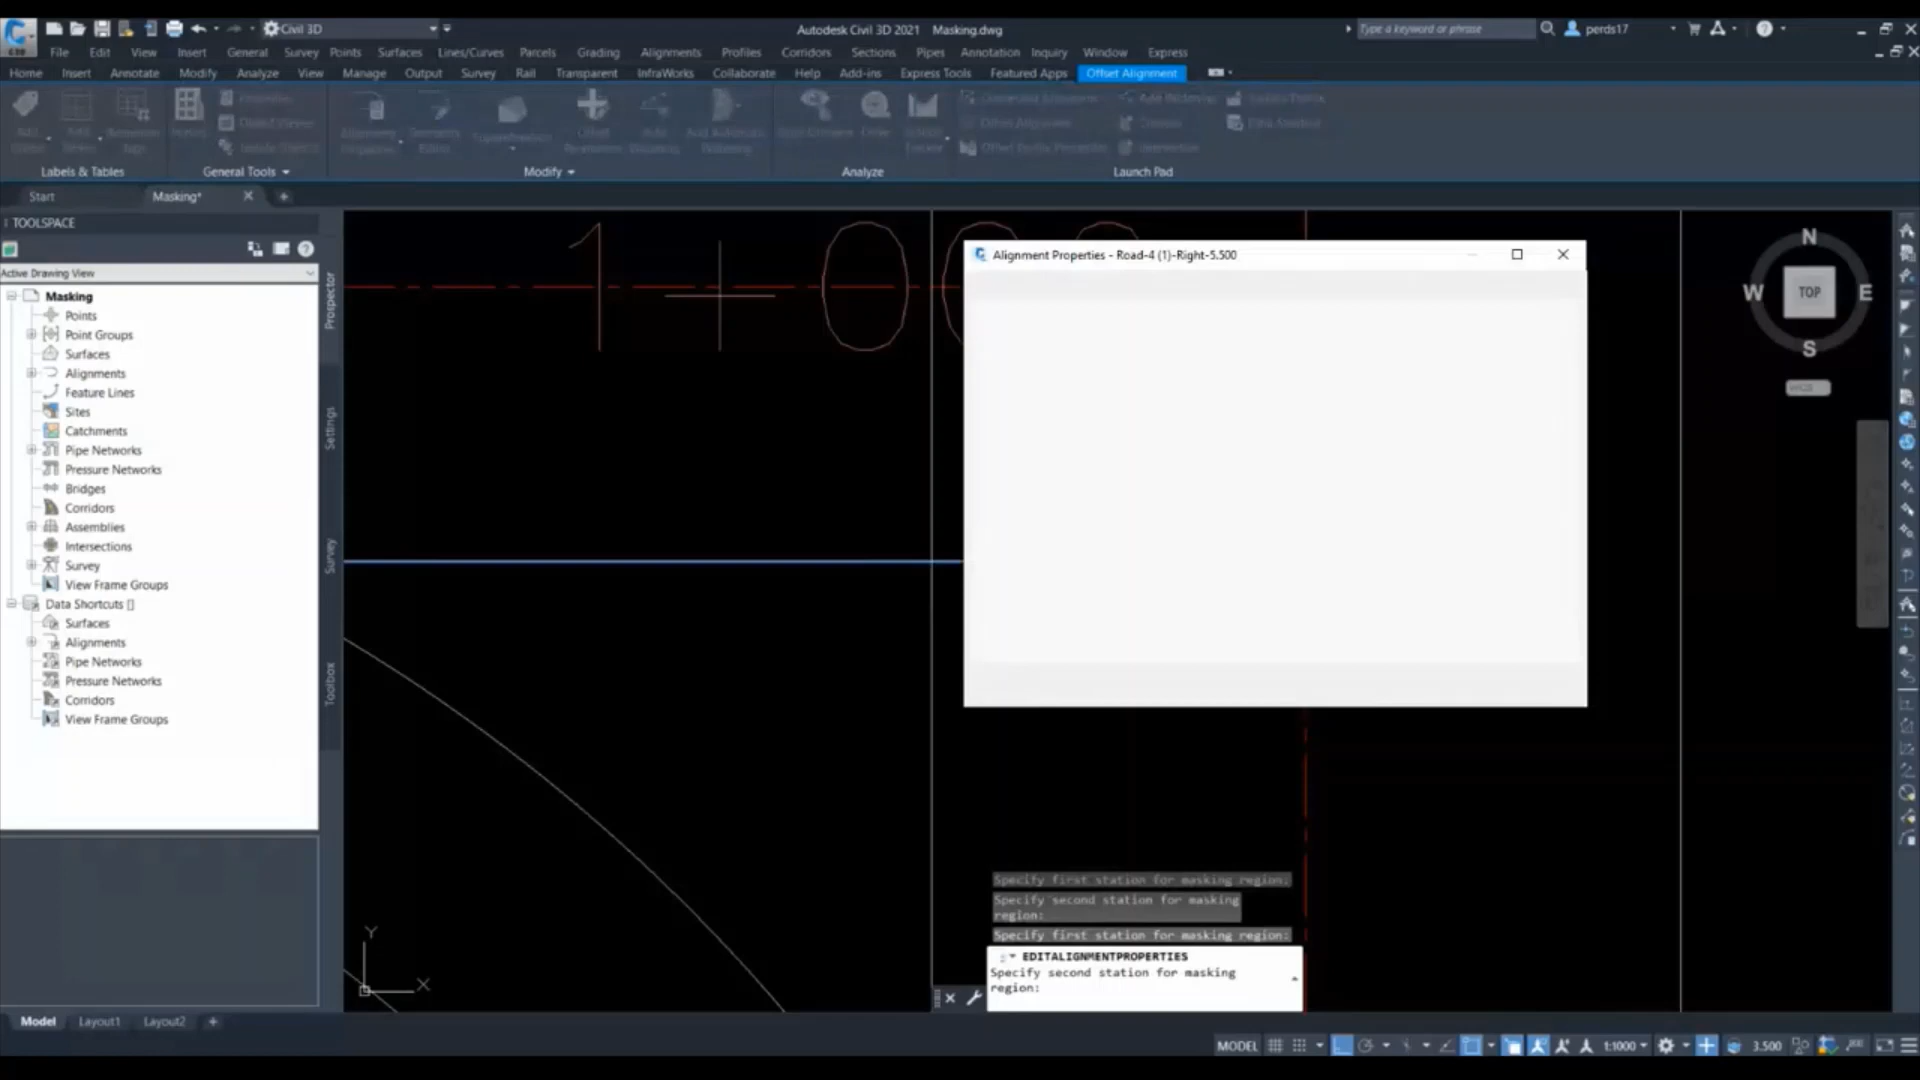 Civil 3D
Autodesk Civil 3D 2021 Masking.dwg
Type a keyword or phrase
perds17
File Edit View Insert General Survey Points Surfaces Lines/Curves Parcels Grading Alignments Profiles Corridors Sections Pipes Annotation Inquiry Window Express
Home Insert Annotate Modify Analyze View Manage Output Survey Rail Transparent InfraWorks Collaborate Help Add-ins Express Tools Featured Apps Offset Alignment
Labels & Tables General Tools Modify Analyze Launch Pad
Start Masking*
TOOLSPACE
Active Drawing View
Masking
Points
Point Groups
Surfaces
Alignments
Feature Lines
Sites
Catchments
Pipe Networks
Pressure Networks
Bridges
Corridors
Assemblies
Intersections
Survey
View Frame Groups
Data Shortcuts []
Surfaces
Alignments
Pipe Networks
Pressure Networks
Corridors
View Frame Groups
Prospector
Settings
Survey
Toolbox
1+0
Alignment Properties - Road-4 (1)-Right-5.500
N
W TOP E
S
Specify first station for masking region:
Specify second station for masking
region:
Specify first station for masking region:
EDITALIGNMENTPROPERTIES
Specify second station for masking
region:
Y
X
Model Layout1 Layout2 +
MODEL 1:1000 3.500